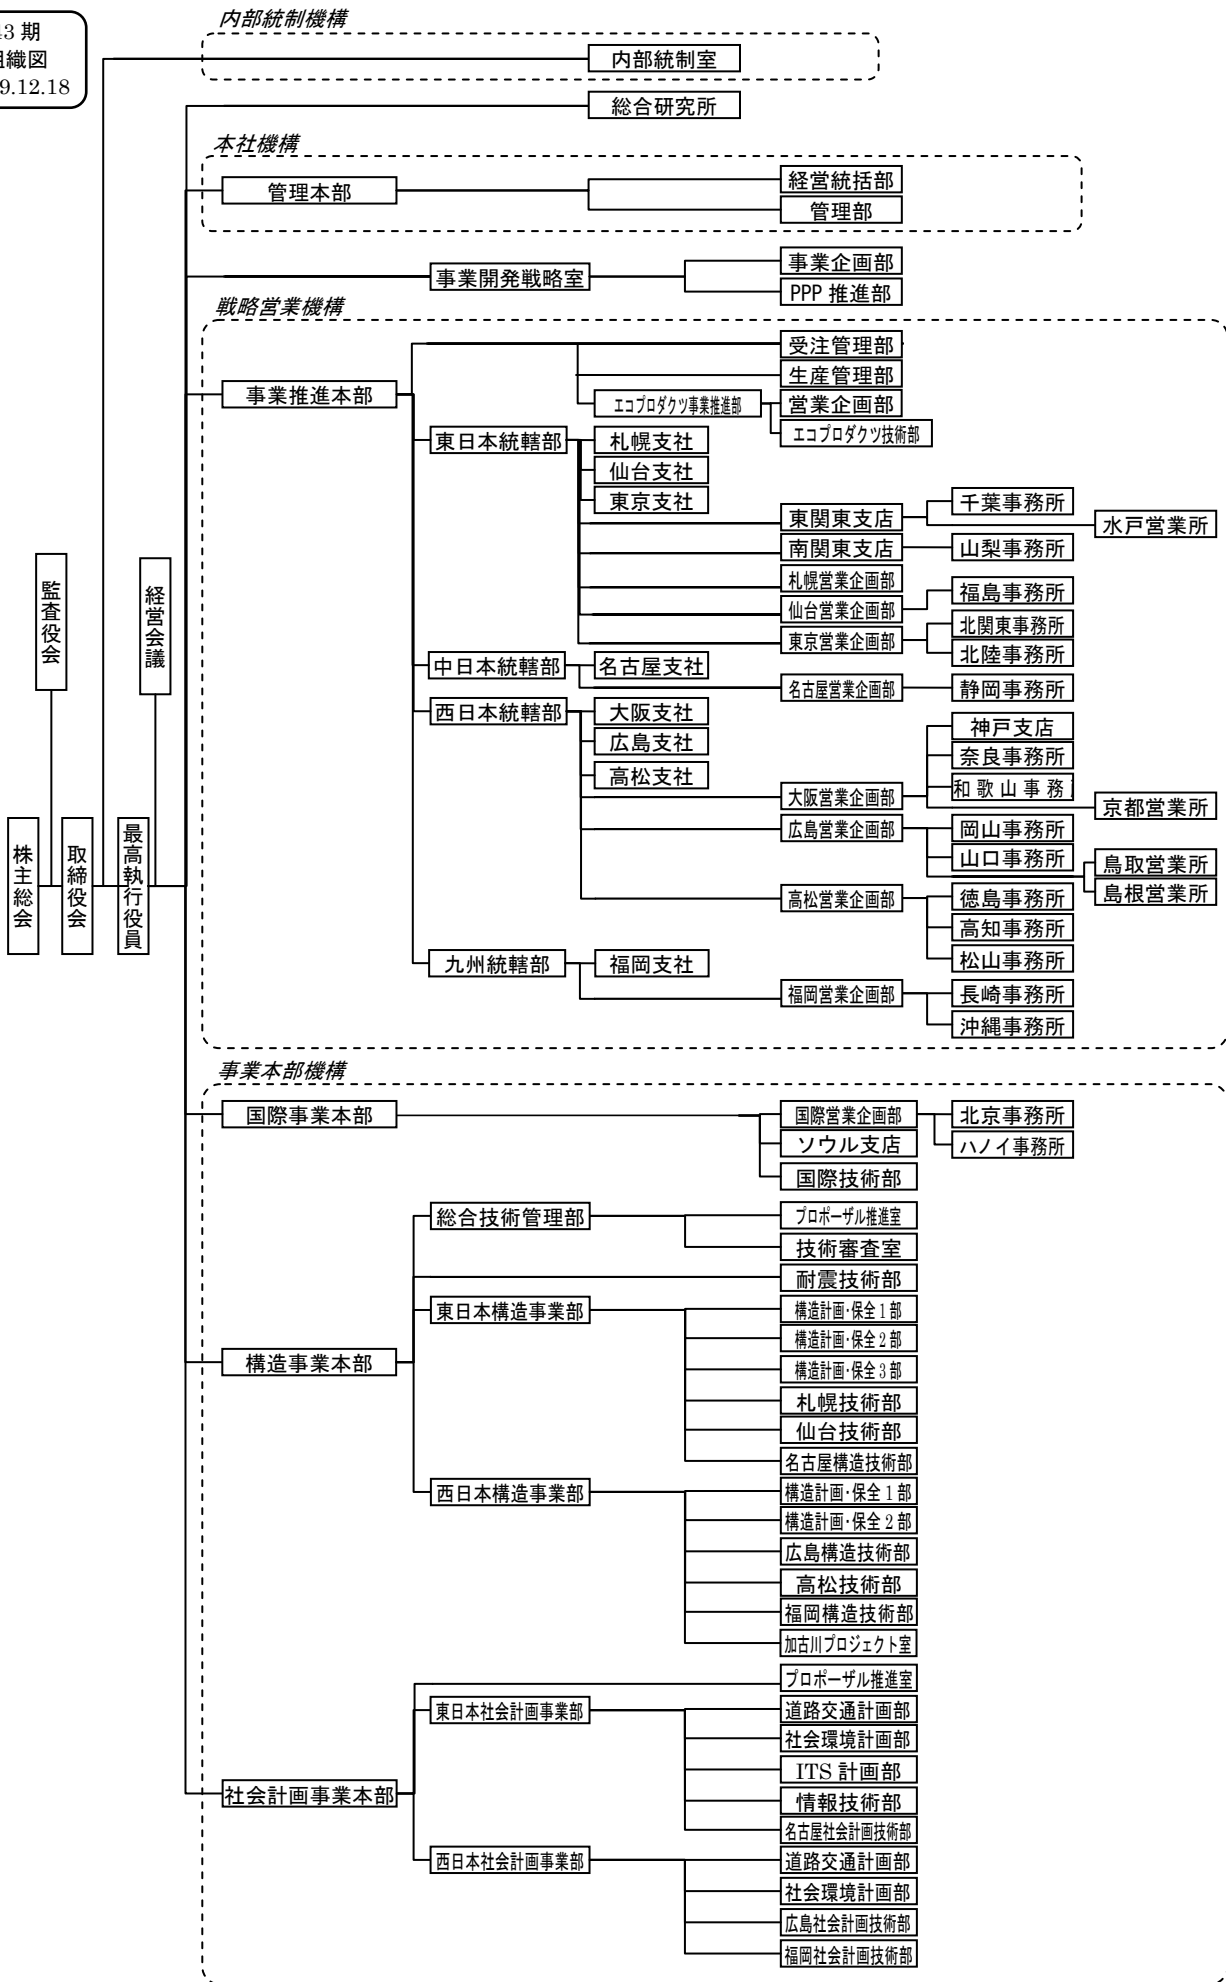 3 期
組織図
9.12.18
内部統制機構
内部統制室
総合研究所
本社機構
管理本部
経営統括部
管理部
事業開発戦略室
事業企画部
PPP 推進部
戦略営業機構
事業推進本部
受注管理部
生産管理部
エコプロダクツ事業推進部
営業企画部
エコプロダクツ技術部
東日本統轄部
札幌支社
仙台支社
東京支社
東関東支店
千葉事務所
水戸営業所
南関東支店
山梨事務所
札幌営業企画部
仙台営業企画部
福島事務所
東京営業企画部
北関東事務所
北陸事務所
中日本統轄部
名古屋支社
名古屋営業企画部
静岡事務所
西日本統轄部
大阪支社
広島支社
高松支社
大阪営業企画部
神戸支店
奈良事務所
和歌山事務
京都営業所
広島営業企画部
岡山事務所
山口事務所
鳥取営業所
島根営業所
高松営業企画部
徳島事務所
高知事務所
松山事務所
九州統轄部
福岡支社
福岡営業企画部
長崎事務所
沖縄事務所
監査役会
経営会議
株主総会
取締役会
最高執行役員
事業本部機構
国際事業本部
国際営業企画部
北京事務所
ハノイ事務所
ソウル支店
国際技術部
構造事業本部
総合技術管理部
プロポーザル推進室
技術審査室
耐震技術部
東日本構造事業部
構造計画・保全 1 部
構造計画・保全 2 部
構造計画・保全 3 部
札幌技術部
仙台技術部
名古屋構造技術部
西日本構造事業部
構造計画・保全 1 部
構造計画・保全 2 部
広島構造技術部
高松技術部
福岡構造技術部
加古川プロジェクト室
社会計画事業本部
プロポーザル推進室
東日本社会計画事業部
道路交通計画部
社会環境計画部
ITS 計画部
情報技術部
名古屋社会計画技術部
西日本社会計画事業部
道路交通計画部
社会環境計画部
広島社会計画技術部
福岡社会計画技術部